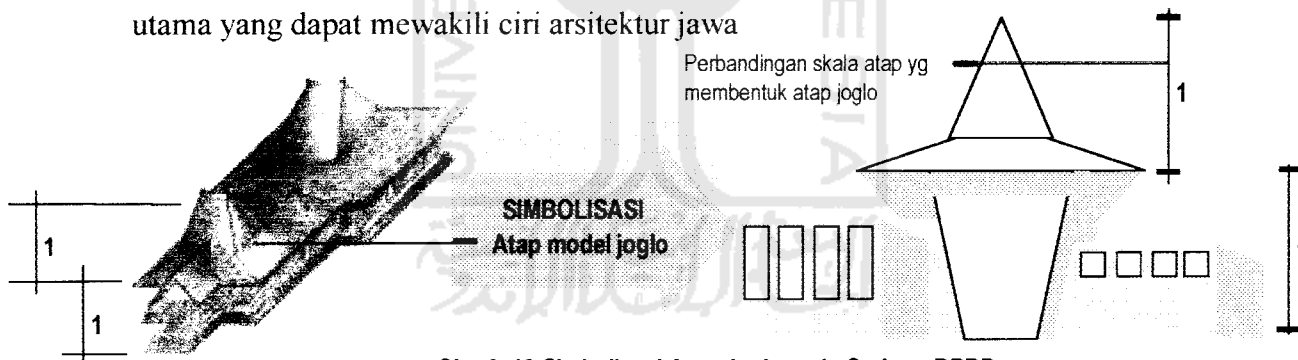 utama yang dapat mewakili ciri arsitektur jawa
Perbandingan skala atap yg
membentuk atap joglo
1
SIMBOLISASI
Atap model joglo
1
1